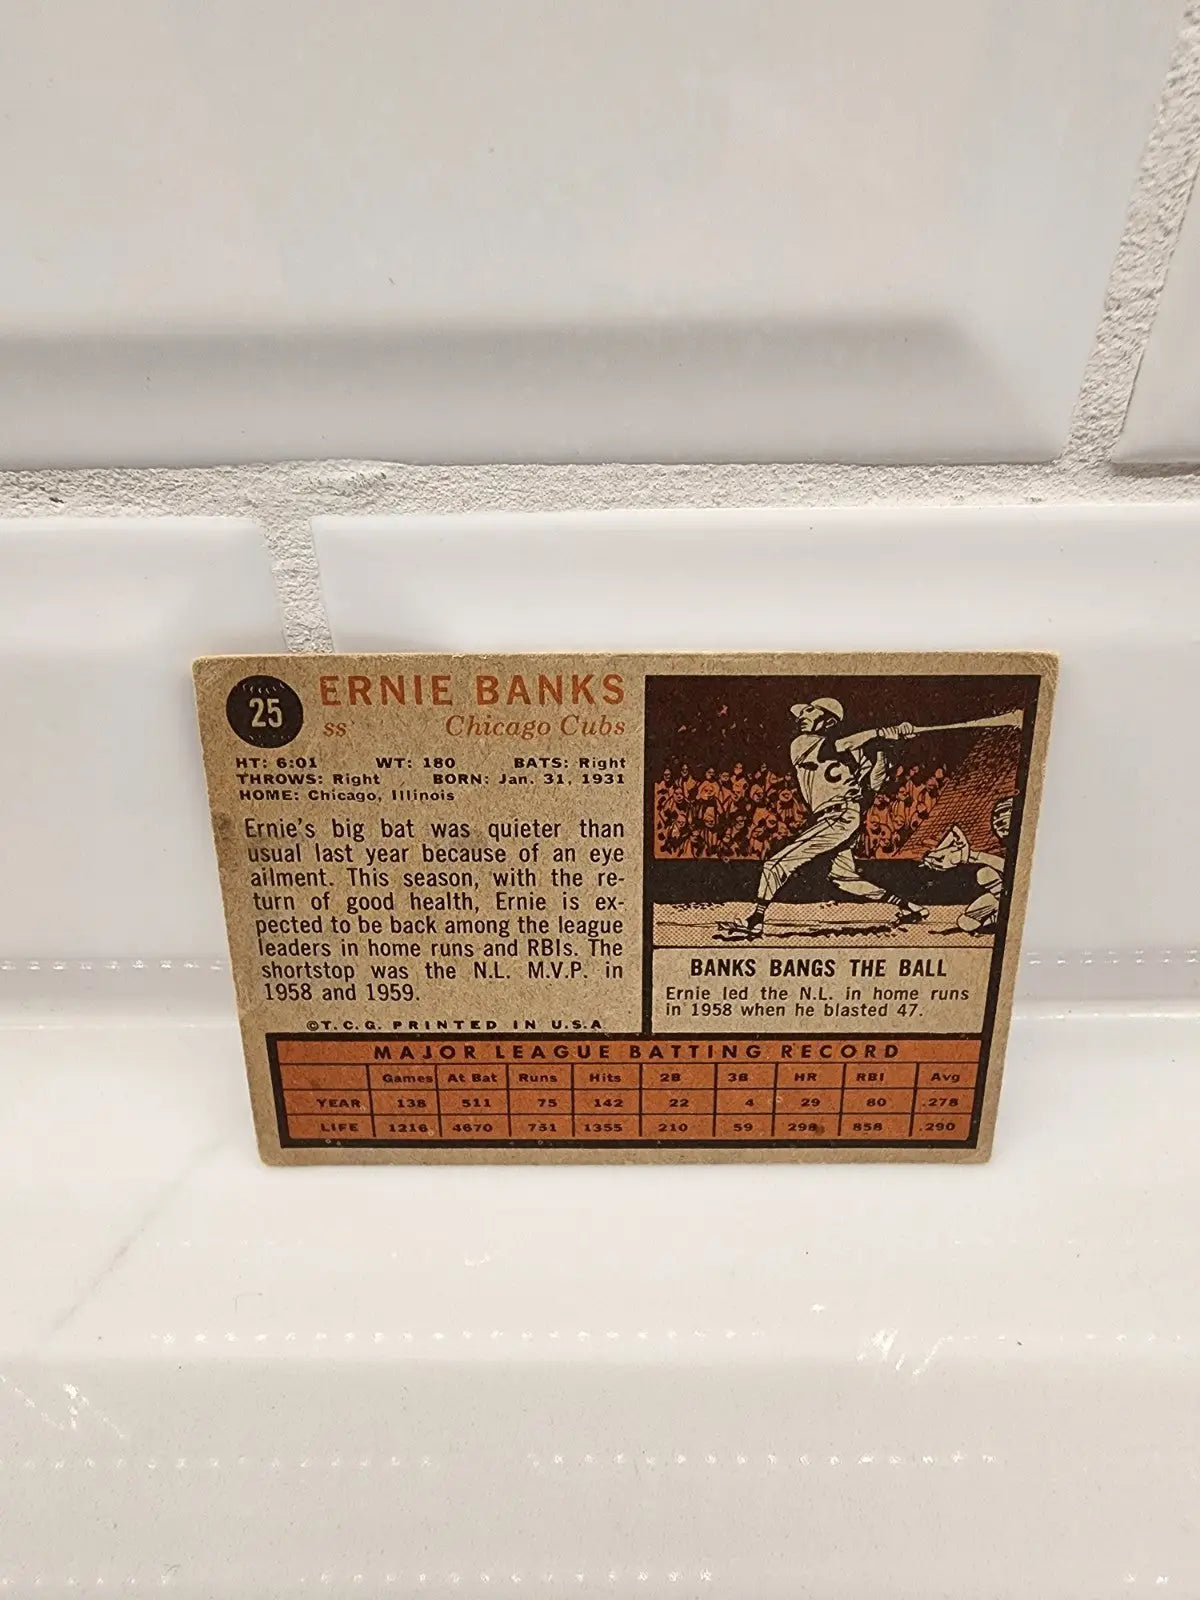 25
ERNIE BANKS
ss Chicago Cubs
HT: 6:01 WT: 180 BATS: Right
THROWS: Right BORN: Jan. 31, 1931
HOME: Chicago, Illinois
Ernie's big bat was quieter than
usual last year because of an eye
ailment. This season, with the re-
turn of good health, Ernie is ex-
pected to be back among the league
leaders in home runs and RBIs. The
shortstop was the N.L. M.V.P. in
1958 and 1959.
©T.C.G. PRINTED IN U.S.A
C
BANKS BANGS THE BALL
Ernie led the N.L. in home runs
in 1958 when he blasted 47.
MAJOR LEAGUE BATTING RECORD
Games At Bat Runs Hits 2B 3B HR RBI Avg
YEAR 138 511 75 142 22 4 29 80 .278
LIFE 1216 4670 751 1355 210 59 298 858 .290